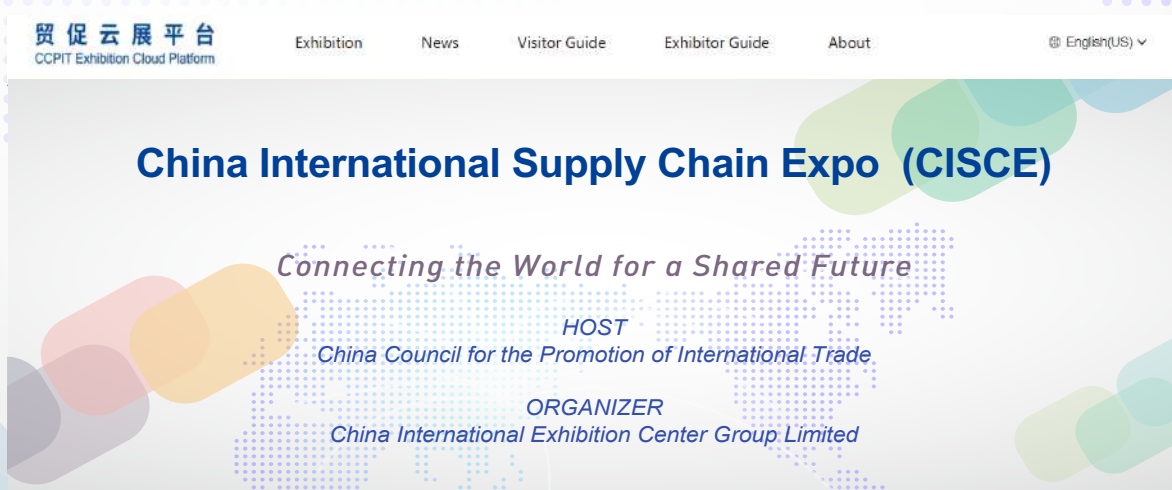 贸促云展平台
CCPIT Exhibition Cloud Platform
Exhibition News Visitor Guide Exhibitor Guide About English(US)
China International Supply Chain Expo (CISCE)
Connecting the World for a Shared Future
HOST
China Council for the Promotion of International Trade
ORGANIZER
China International Exhibition Center Group Limited